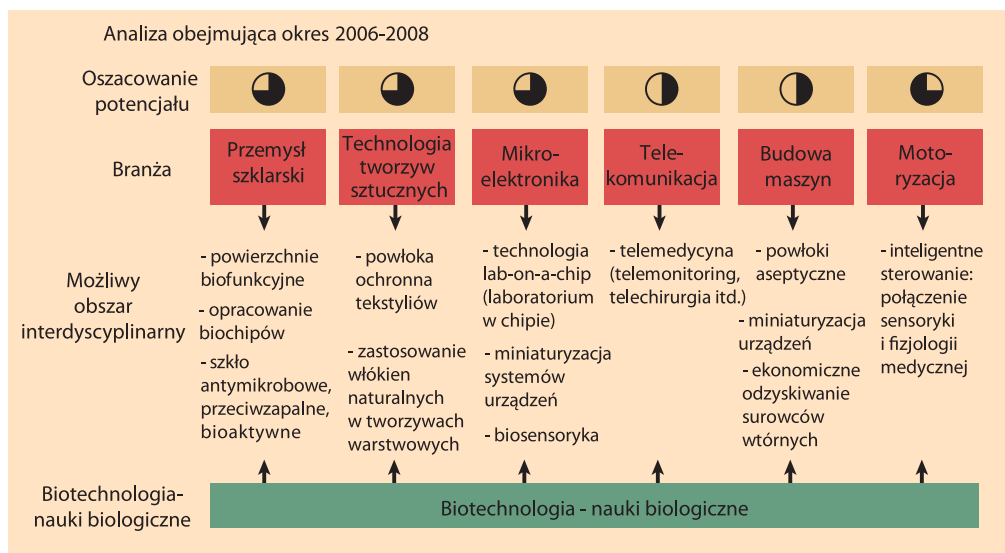 Analiza obejmująca okres 2006-2008
Oszacowanie
potencjału
Branża
Przemysł
szklarski
Technologia
tworzyw
sztucznych
Mikro-
elektronika
Tele-
komunikacja
Budowa
maszyn
Moto-
ryzacja
Możliwy
obszar
interdyscyplinarny
- powierzchnie
biofunkcyjne
- opracowanie
biochipów
- szkło
antymikrobowe,
przeciwzapalne,
bioaktywne
- powłoka
ochronna
tekstyliów
- zastosowanie
włókien
naturalnych
w tworzywach
warstwowych
- technologia
lab-on-a-chip
(laboratorium
w chipie)
- miniaturyzacja
systemów
urządzeń
- biosensoryka
- telemedycyna
(telemonitoring,
telechirurgia itd.)
- powłoki
aseptyczne
- miniaturyzacja
urządzeń
- ekonomiczne
odzyskiwanie
surowców
wtórnych
- inteligentne
sterowanie:
połączenie
sensoryki
i fizjologii
medycznej
Biotechnologia-
nauki biologiczne
Biotechnologia - nauki biologiczne